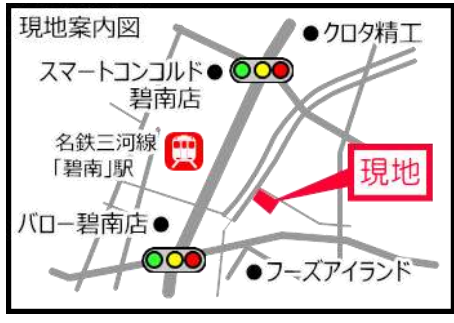 現地案内図
クロタ精工
スマートコンコルド
碧南店
名鉄三河線
「碧南」駅
現地
バロー碧南店
フーズアイランド